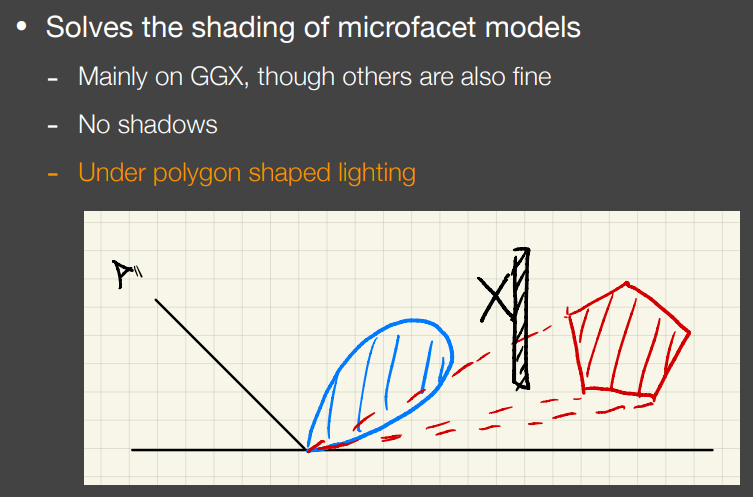 Solves the shading of microfacet models
Mainly on GGX, though others are also fine
No shadows
Under polygon shaped lighting